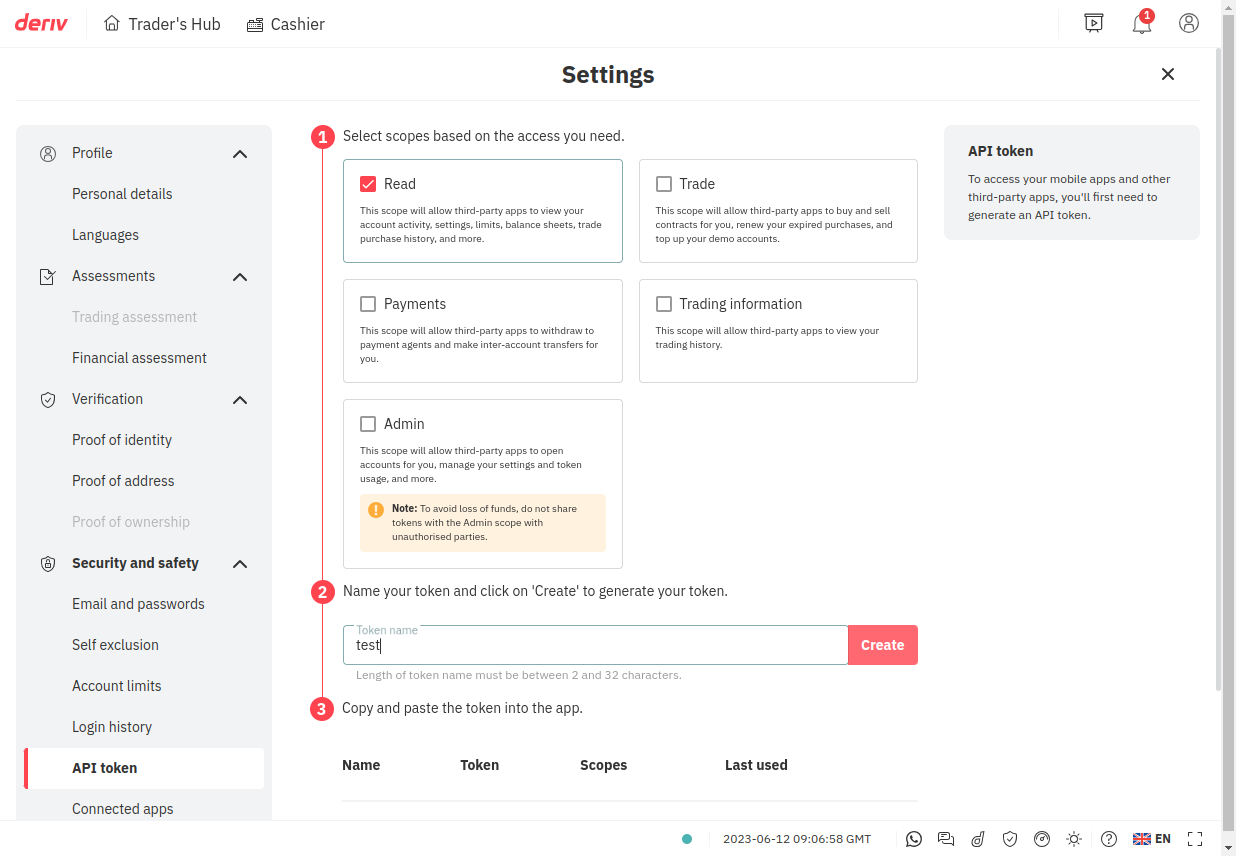 deriv
Trader's Hub
Cashier
1
Settings
Profile
Personal details
Languages
Assessments
Trading assessment
Financial assessment
Verification
Proof of identity
Proof of address
Proof of ownership
Security and safety
Email and passwords
Self exclusion
Account limits
Login history
API token
Connected apps
1
Select scopes based on the access you need.
Read
This scope will allow third-party apps to view your
account activity, settings, limits, balance sheets, trade
purchase history, and more.
Trade
This scope will allow third-party apps to buy and sell
contracts for you, renew your expired purchases, and
top up your demo accounts.
Payments
This scope will allow third-party apps to withdraw to
payment agents and make inter-account transfers for
you.
Trading information
This scope will allow third-party apps to view your
trading history.
Admin
This scope will allow third-party apps to open
accounts for you, manage your settings and token
usage, and more.
Note: To avoid loss of funds, do not share
tokens with the Admin scope with
unauthorised parties.
2
Name your token and click on 'Create' to generate your token.
Token name
test
Create
Length of token name must be between 2 and 32 characters.
3
Copy and paste the token into the app.
Name Token Scopes Last used
API token
To access your mobile apps and other
third-party apps, you'll first need to
generate an API token.
2023-06-12 09:06:58 GMT
EN